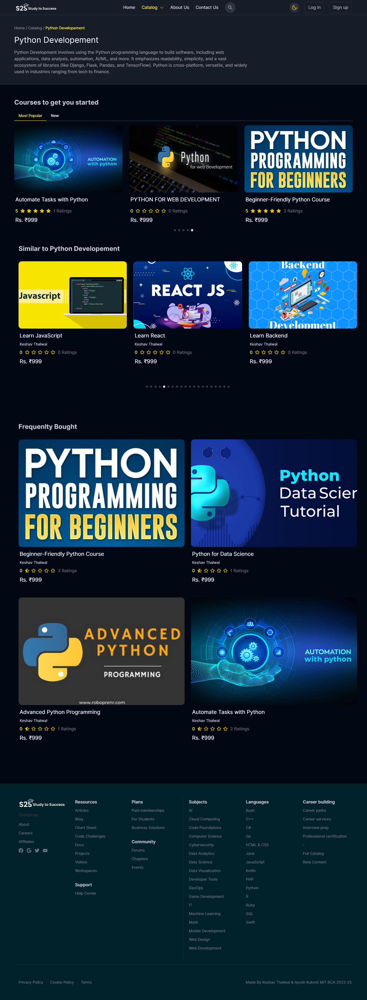 S2S Study to Success
Home
Catalog
About Us
Contact Us
Log in
Sign up
Home / Catalog / Python Developement
Python Developement
Python Development involves using the Python programming language to build software, including web
applications, data analysis, automation, AI/ML, and more. It emphasizes readability, simplicity, and a vast
ecosystem of libraries (like Django, Flask, Pandas, and TensorFlow). Python is cross-platform, versatile, and widely
used in industries ranging from tech to finance.
Courses to get you started
Most Popular
New
AUTOMATION
with python
Python
for web development
PYTHON
PROGRAMMING
FOR BEGINNERS
Automate Tasks with Python
5 1 Ratings
Rs. ₹999
PYTHON FOR WEB DEVELOPMENT
0 0 Ratings
Rs. ₹999
Beginner-Friendly Python Course
5 3 Ratings
Rs. ₹999
Similar to Python Developement
Javascript
REACT JS
Backend
Development
Learn JavaScript
Keshav Thalwal
0 0 Ratings
Rs. ₹999
Learn React
Keshav Thalwal
0 0 Ratings
Rs. ₹999
Learn Backend
Keshav Thalwal
0 0 Ratings
Rs. ₹999
Frequenlty Bought
PYTHON
PROGRAMMING
FOR BEGINNERS
Python
Data Scier
Tutorial
Beginner-Friendly Python Course
Keshav Thalwal
0 3 Ratings
Rs. ₹999
Python for Data Science
Keshav Thalwal
0 1 Ratings
Rs. ₹999
ADVANCED
PYTHON
PROGRAMMING
www.roboprenr.com
AUTOMATION
with python
Advanced Python Programming
Keshav Thalwal
0 1 Ratings
Rs. ₹999
Automate Tasks with Python
Keshav Thalwal
0 2 Ratings
Rs. ₹999
S2S Study to Success
Compnay
About
Careers
Affiliates
Resources
Articles
Blog
Chart Sheet
Code Challenges
Docs
Projects
Videos
Workspaces
Support
Help Center
Plans
Paid memberships
For Students
Business Solutions
Community
Forums
Chapters
Events
Subjects
AI
Cloud Computing
Code Foundations
Computer Science
Cybersecurity
Data Analytics
Data Science
Data Visualization
Developer Tools
DevOps
Game Development
IT
Machine Learning
Math
Mobile Development
Web Design
Web Development
Languages
Bash
C++
C#
Go
HTML & CSS
Java
JavaScript
Kotlin
PHP
Python
R
Ruby
SQL
Swift
Career building
Career paths
Career services
Interview prep
Professional certification
-
Full Catalog
Beta Content
Privacy Policy
Cookie Policy
Terms
Made By Keshav Thalwal & Ayush Kukreti MIT BCA 2022-25